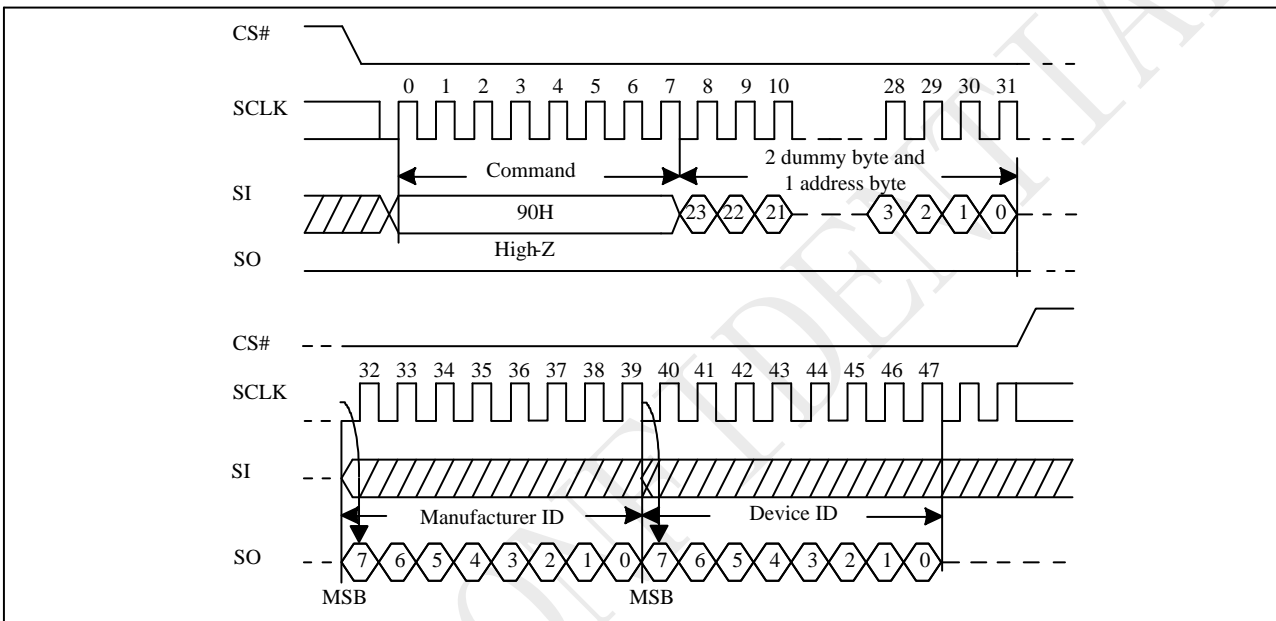 CS#
0 1 2 3 4 5 6 7 8 9 10 28 29 30 31
SCLK
Command
2 dummy byte and
1 address byte
SI
90H
23 22 21 3 2 1 0
High-Z
SO
CS#
32 33 34 35 36 37 38 39 40 41 42 43 44 45 46 47
SCLK
SI
Manufacturer ID
Device ID
SO
7 6 5 4 3 2 1 0 7 6 5 4 3 2 1 0
MSB MSB
ONFIDENTIA